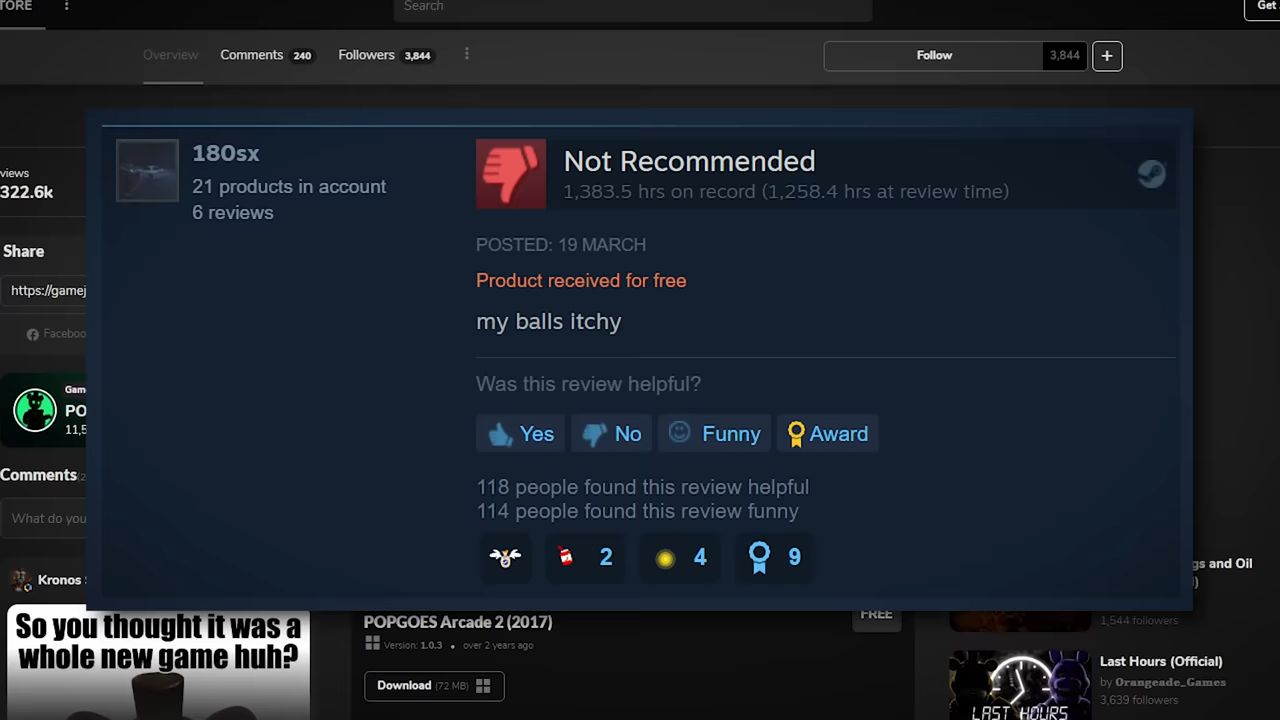 TORE
Search
Get
Overview
Comments 240
Followers 3,844
Follow 3,844
180sx
21 products in account
6 reviews
Not Recommended
1,383.5 hrs on record (1,258.4 hrs at review time)
POSTED: 19 MARCH
Product received for free
my balls itchy
Was this review helpful?
Yes
No
Funny
Award
118 people found this review helpful
114 people found this review funny
2
4
9
views
322.6k
Share
https://gamej
Faceboo
Gam
PO
11,5
Comments
What do you
Kronos
So you thought it was a
whole new game huh?
POPGOES Arcade 2 (2017)
FREE
Version: 1.0.3 • over 2 years ago
Download (72 MB)
gs and Oil
)
1,544 followers
Last Hours (Official)
by Orangeade_Games
3,639 followers
LAST HOURS